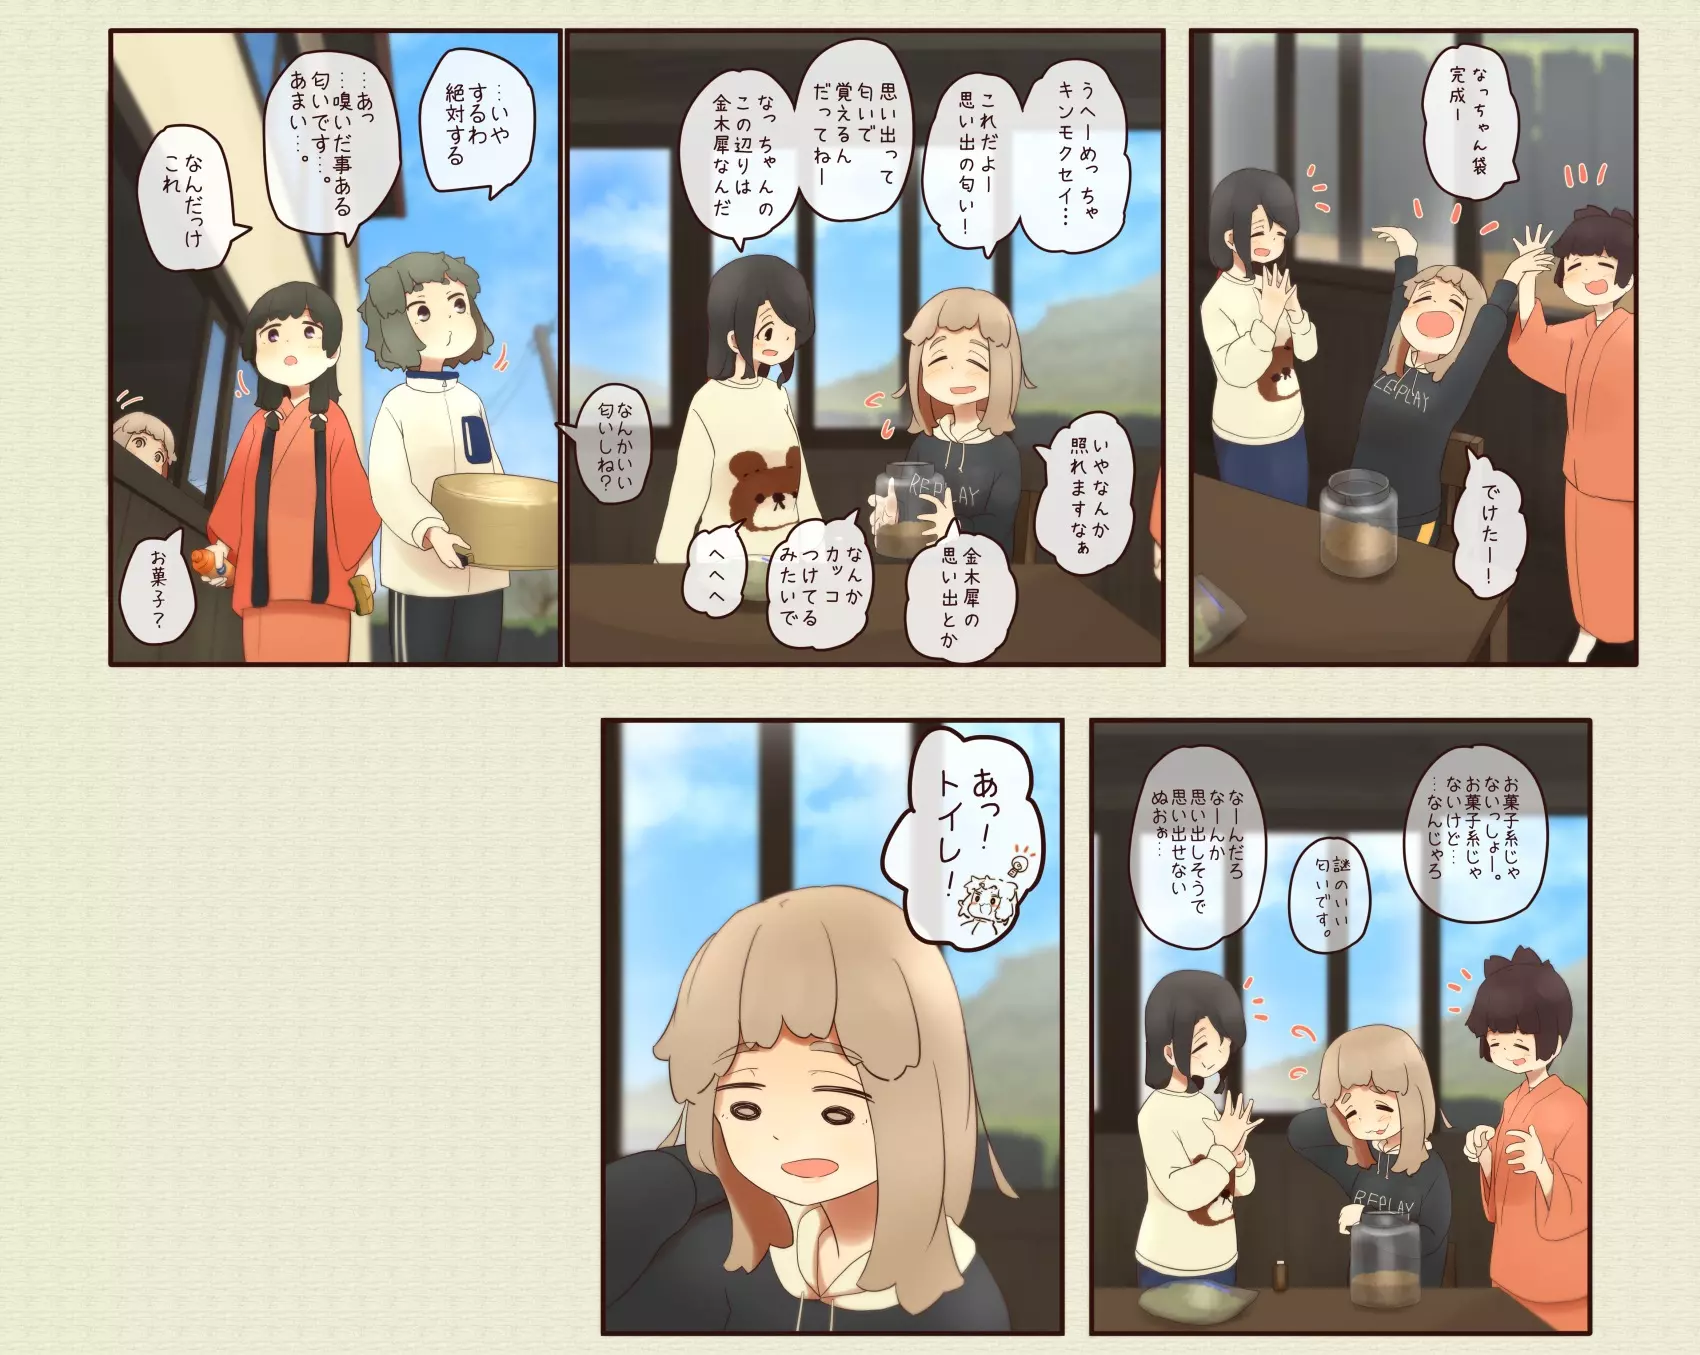 なっちゃん袋
完成ー
でけたー！
LEPLAY
うへーめっちゃ
キンモクセイ…
これだよー
思い出の匂い！
思い出って
匂いで
覚えるん
だってねー
なっちゃんの
この辺りは
金木犀なんだ
いやなんか
照れますなぁ
金木犀の
思い出とか
なんか
カッコ
つけてる
みたいで
へへへ
REPLAY
なんかいい
匂いしね？
…いや
するわ
絶対する
…あっ
…嗅いだ事ある
匂いです…。
あまい…。
なんだっけ
これ
お菓子？
お菓子系じゃ
ないっしょー。
お菓子系じゃ
ないけど…
…なんじゃろ
謎のいい
匂いです。
なーんだろ
なーんか
思い出しそうで
思い出せない
ぬおぉ…
REPLAY
あっ！
トイレ！